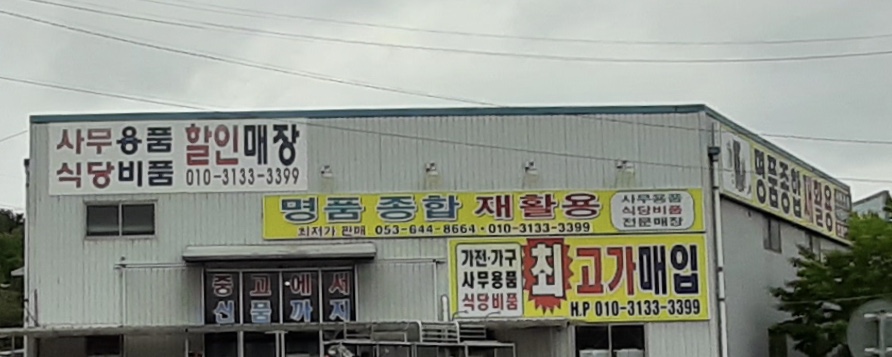 사무용품 할인매장
식당비품 010-3133-3399
명품 종합 재활용
최저가 판매 053-644-8664 · 010-3133-3399
사무용품
식당비품
전문매장
가전·가구
사무용품
식당비품
최고가매입
H.P 010-3133-3399
중고에서
신품까지
명품종합재활용